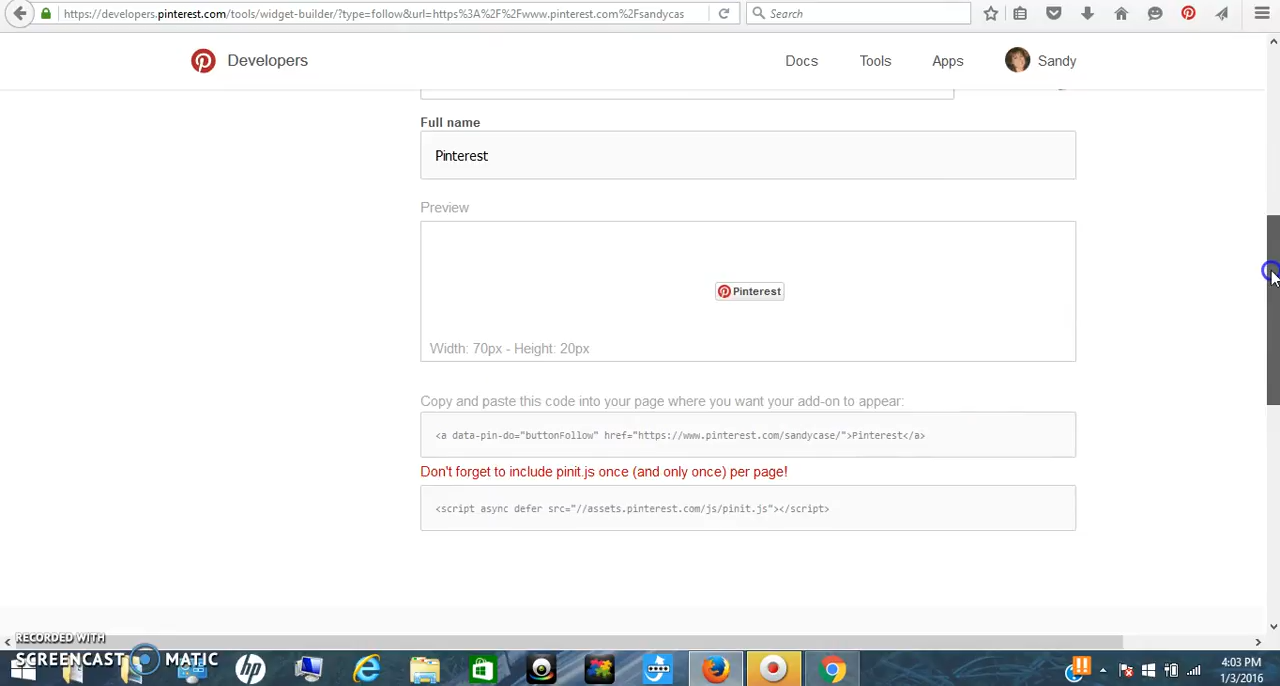 https://developers.pinterest.com/tools/widget-builder/?type=follow&url=https%3A%2F%2Fwww.pinterest.com%2Fsandycas
Search
Developers
Docs
Tools
Apps
Sandy
Full name
Pinterest
Preview
Pinterest
Width: 70px - Height: 20px
Copy and paste this code into your page where you want your add-on to appear:
<a data-pin-do="buttonFollow" href="https://www.pinterest.com/sandycase/">Pinterest</a>
Don't forget to include pinit.js once (and only once) per page!
<script async defer src="//assets.pinterest.com/js/pinit.js"></script>
RECORDED WITH
SCREENCAST MATIC
hp
4:03 PM
1/3/2016